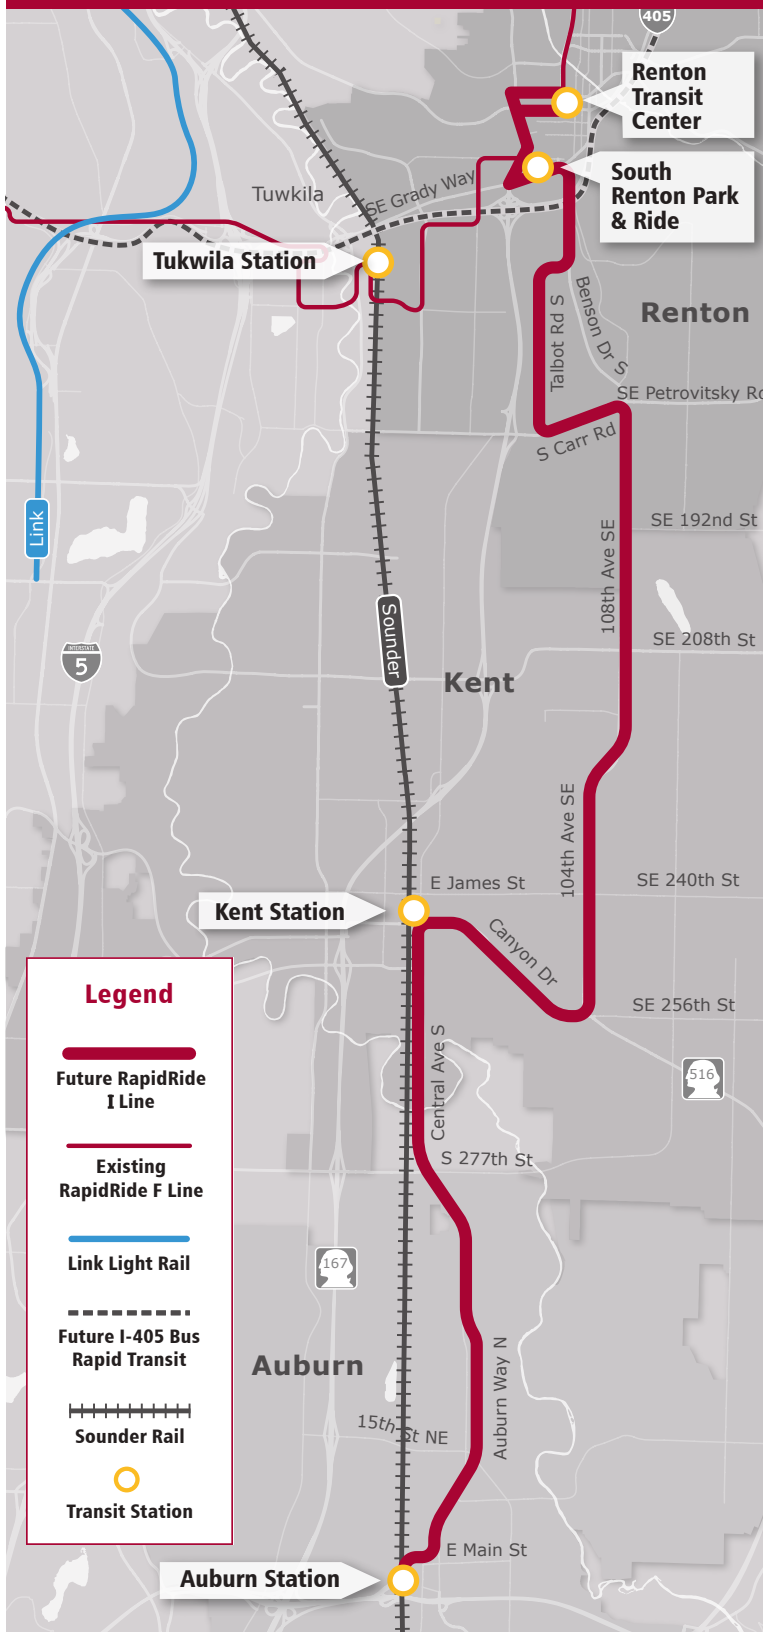 405
Renton
Transit
Center
South
Renton Park
& Ride
Tuwkila
SE Grady Way
Tukwila Station
Renton
Benson Dr S
Talbot Rd S
SE Petrovitsky Rd
S Carr Rd
Link
SE 192nd St
108th Ave SE
Sounder
SE 208th St
INTERSTATE
5
Kent
104th Ave SE
E James St
SE 240th St
Kent Station
Canyon Dr
SE 256th St
Central Ave S
516
S 277th St
167
Auburn
Auburn Way N
15th St NE
E Main St
Auburn Station
Legend
Future RapidRide
I Line
Existing
RapidRide F Line
Link Light Rail
Future I-405 Bus
Rapid Transit
Sounder Rail
Transit Station